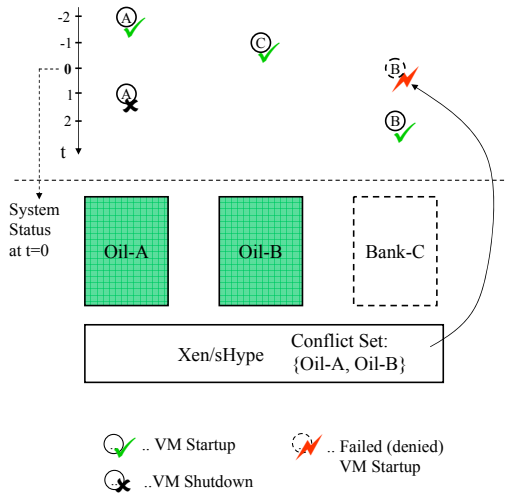 -2 A
-1 C
0 B
1 A
2 B
t
System
Status
at t=0
Oil-A Oil-B Bank-C
Xen/sHype
Conflict Set:
{Oil-A, Oil-B}
.. VM Startup
.. Failed (denied)
VM Startup
..VM Shutdown